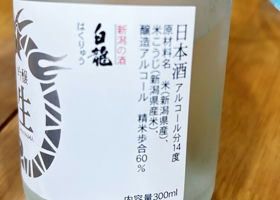 日本酒 アルコール分14度
原材料名 米(新潟県産)、
米こうじ(新潟県産米)、
醸造アルコール 精米歩合60%
新潟の酒
白龍
はくりゅう
生
内容量300ml